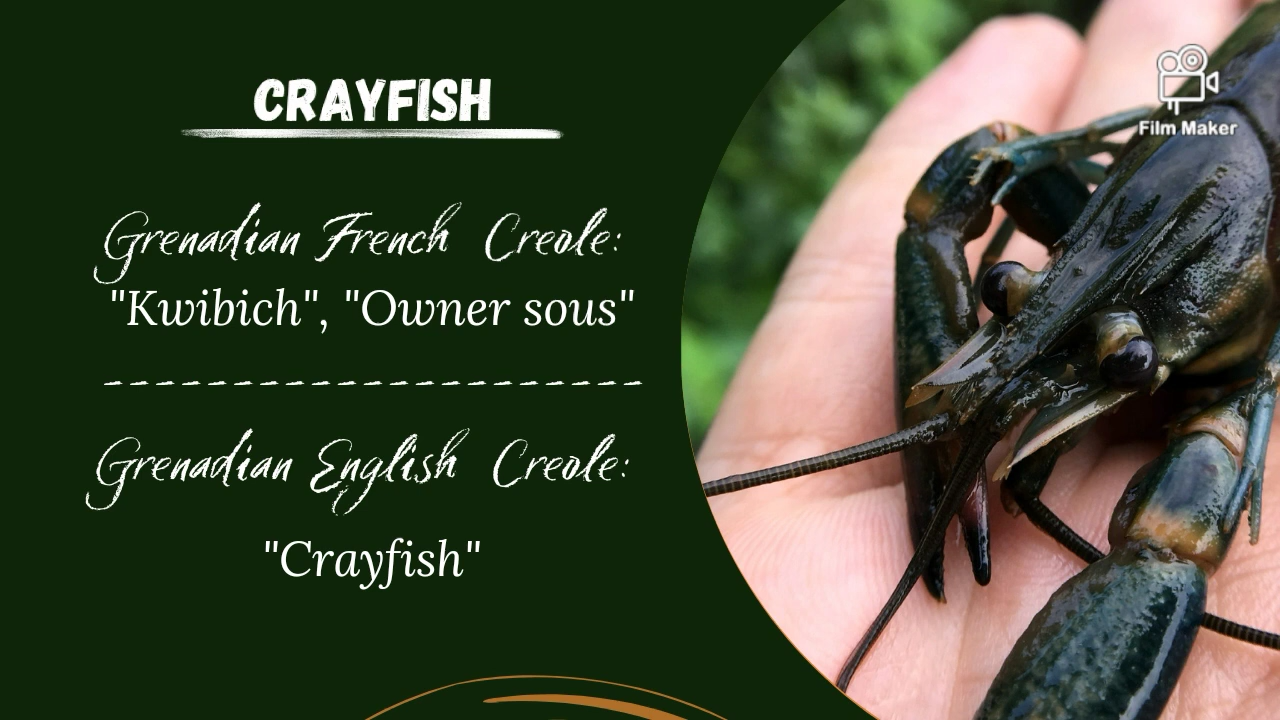 CRAYFISH
Grenadian French Creole:
"Kwibich", "Owner sous"
Grenadian English Creole:
"Crayfish"
Film Maker